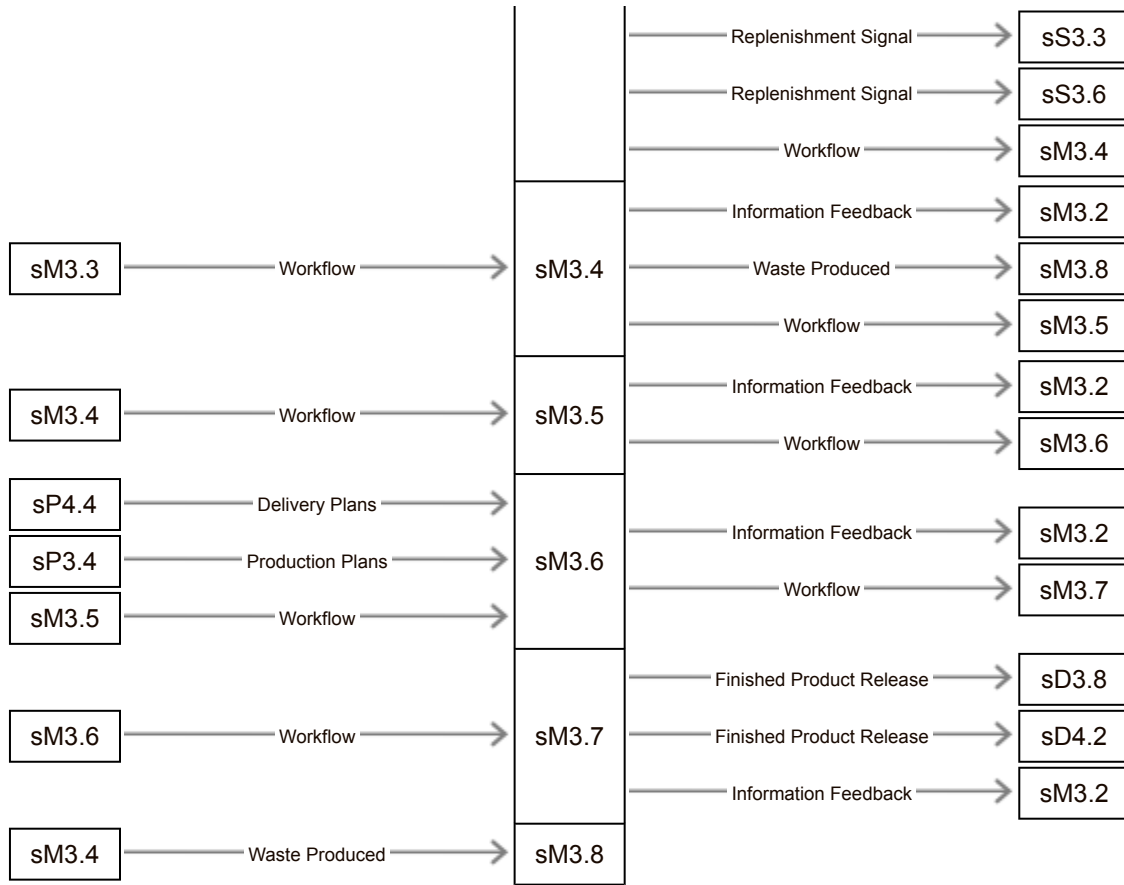 Replenishment Signal sS3.3
Replenishment Signal sS3.6
Workflow sM3.4
Information Feedback sM3.2
sM3.3 Workflow sM3.4 Waste Produced sM3.8
Workflow sM3.5
Information Feedback sM3.2
sM3.4 Workflow sM3.5
Workflow sM3.6
sP4.4 Delivery Plans
Information Feedback sM3.2
sP3.4 Production Plans sM3.6
Workflow sM3.7
sM3.5 Workflow
Finished Product Release sD3.8
sM3.6 Workflow sM3.7 Finished Product Release sD4.2
Information Feedback sM3.2
sM3.4 Waste Produced sM3.8